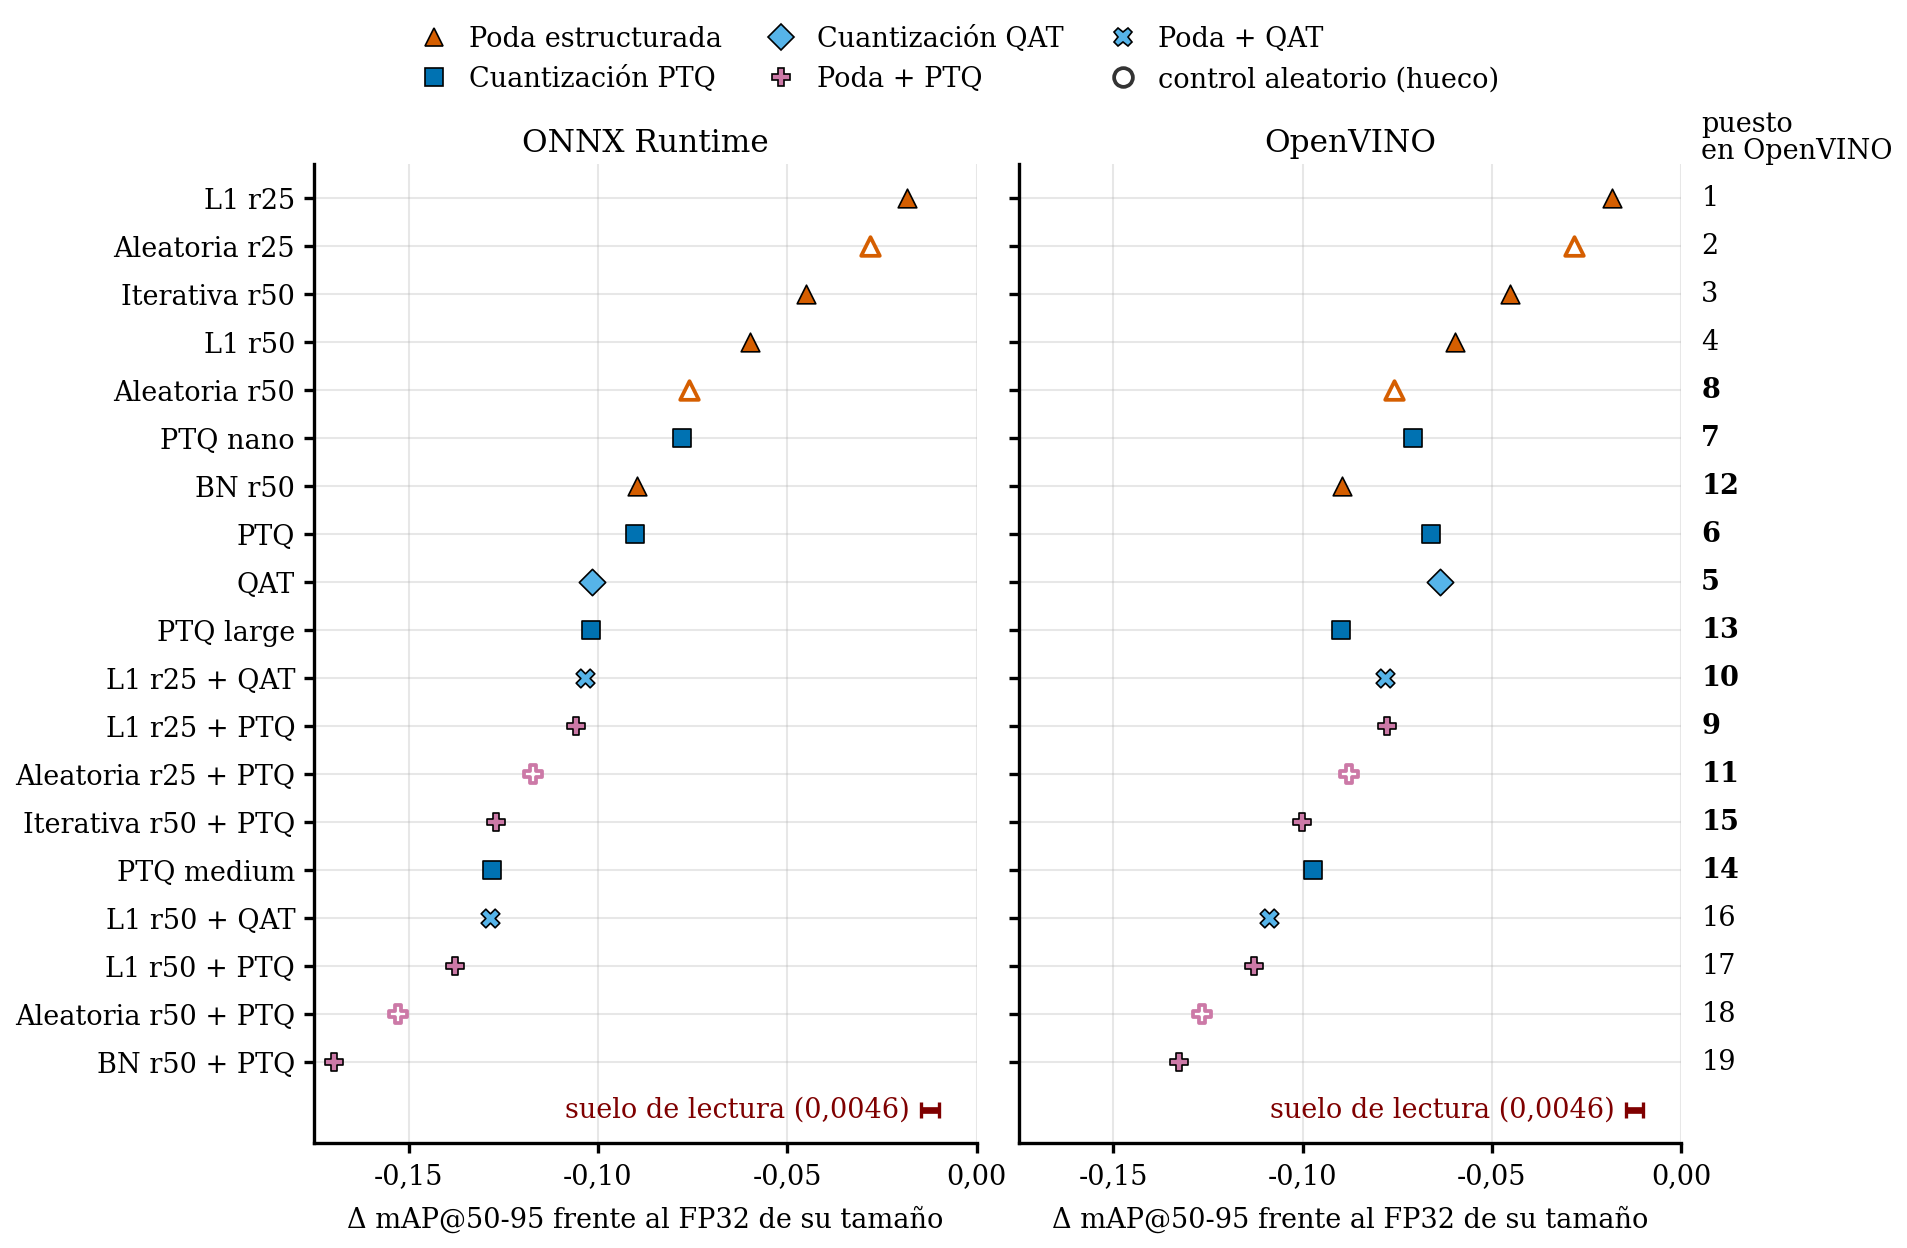 Poda estructurada
Cuantización PTQ
Cuantización QAT
Poda + PTQ
Poda + QAT
control aleatorio (hueco)
ONNX Runtime
OpenVINO
puesto
en OpenVINO
L1 r25
1
Aleatoria r25
2
Iterativa r50
3
L1 r50
4
Aleatoria r50
8
PTQ nano
7
BN r50
12
PTQ
6
QAT
5
PTQ large
13
L1 r25 + QAT
10
L1 r25 + PTQ
9
Aleatoria r25 + PTQ
11
Iterativa r50 + PTQ
15
PTQ medium
14
L1 r50 + QAT
16
L1 r50 + PTQ
17
Aleatoria r50 + PTQ
18
BN r50 + PTQ
19
suelo de lectura (0,0046)
suelo de lectura (0,0046)
-0,15 -0,10 -0,05 0,00
-0,15 -0,10 -0,05 0,00
Δ mAP@50-95 frente al FP32 de su tamaño
Δ mAP@50-95 frente al FP32 de su tamaño